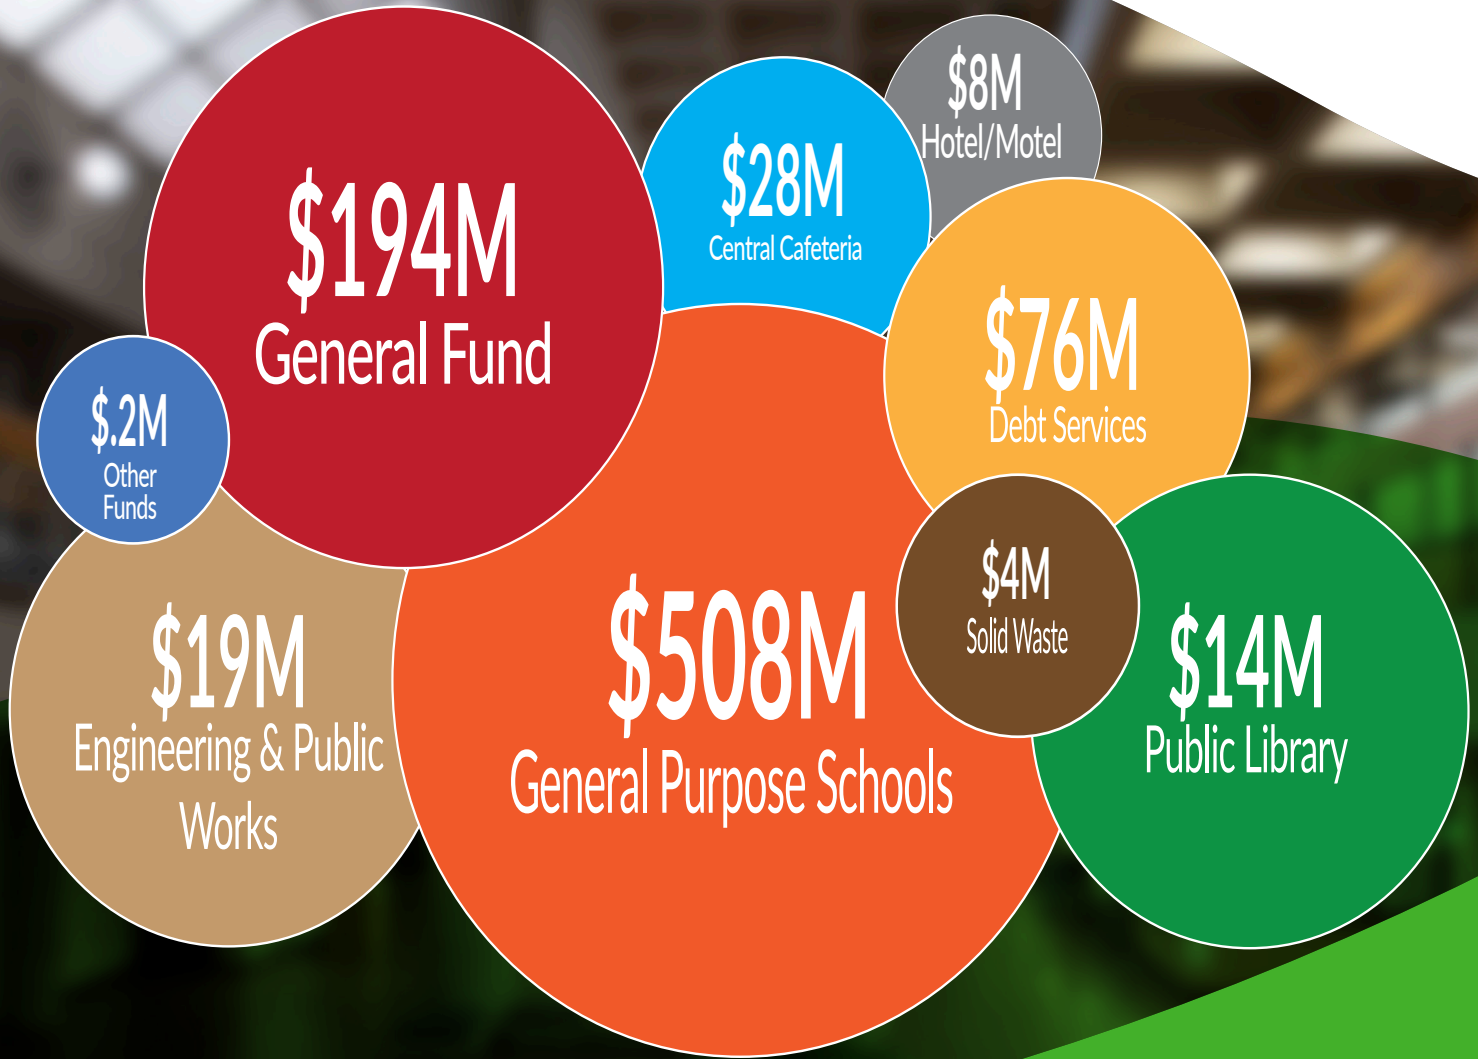 $8M
Hotel/Motel
$28M
Central Cafeteria
$194M
General Fund
$76M
Debt Services
$.2M
Other
Funds
$4M
Solid Waste
$508M
General Purpose Schools
$19M
Engineering & Public
Works
$14M
Public Library